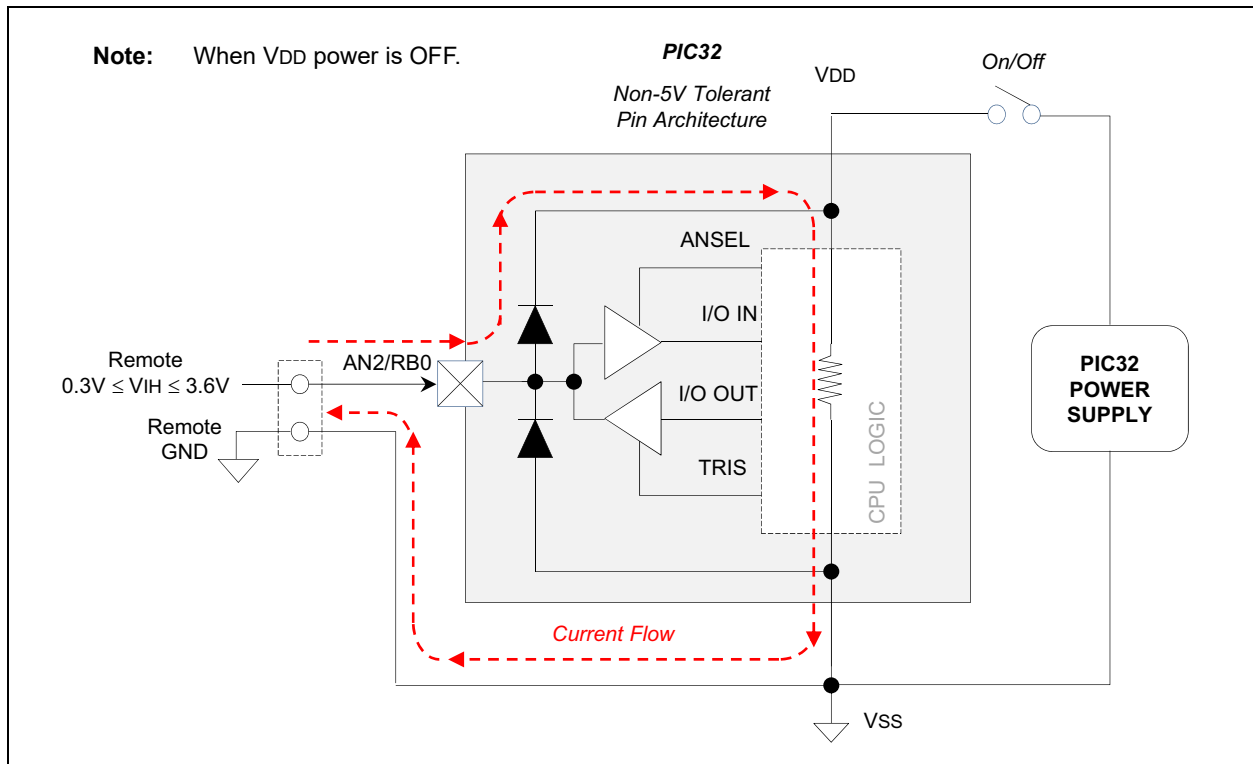 Note: When VDD power is OFF.
PIC32
Non-5V Tolerant
Pin Architecture
VDD
On/Off
ANSEL
I/O IN
I/O OUT
TRIS
CPU LOGIC
Remote
0.3V ≤ VIH ≤ 3.6V
AN2/RB0
Remote
GND
PIC32
POWER
SUPPLY
Current Flow
VSS